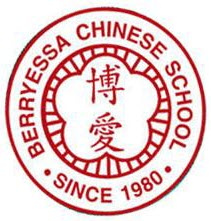 BERRYESSA CHINESE SCHOOL
博愛
• SINCE 1980 •